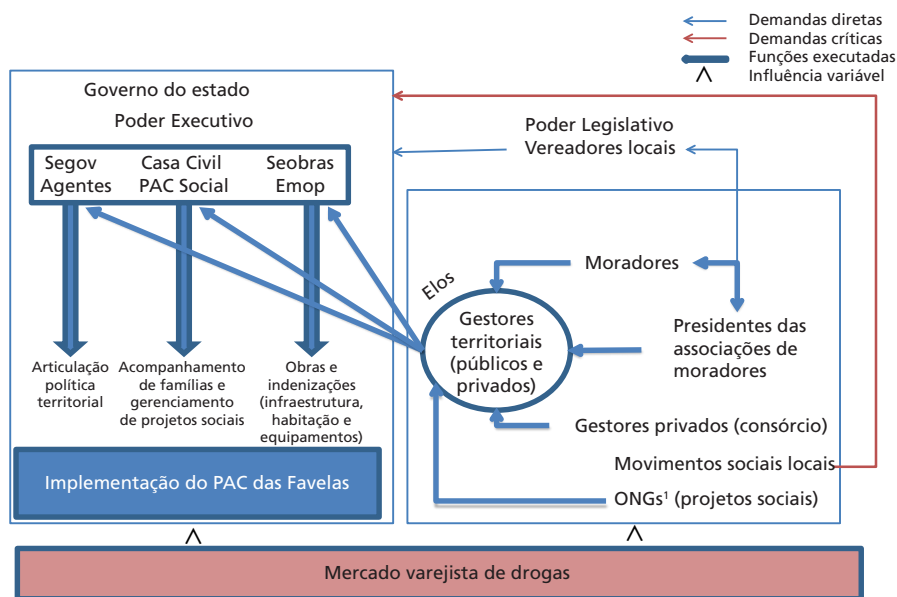 Demandas diretas
Demandas críticas
Funções executadas
Influência variável
Governo do estado
Poder Executivo
Segov
Agentes
Casa Civil
PAC Social
Seobras
Emop
Poder Legislativo
Vereadores locais
Elos
Gestores
territoriais
(públicos e
privados)
Moradores
Presidentes das
associações de
moradores
Gestores privados (consórcio)
Movimentos sociais locais
ONGs¹ (projetos sociais)
Articulação
política
territorial
Acompanhamento
de famílias e
gerenciamento
de projetos sociais
Obras e
indenizações
(infraestrutura,
habitação e
equipamentos)
Implementação do PAC das Favelas
Mercado varejista de drogas